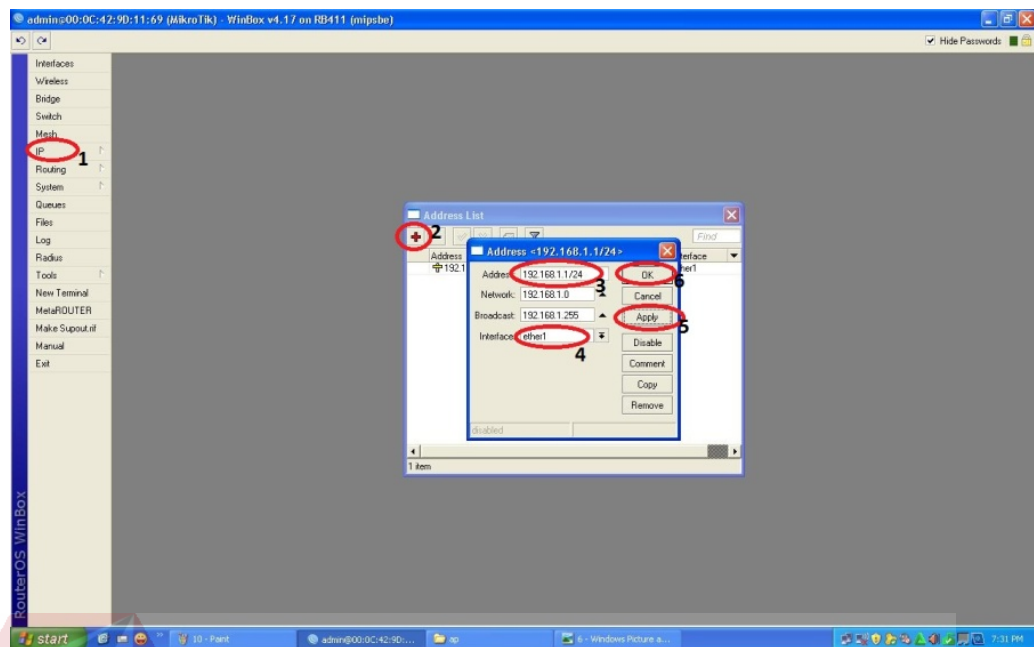 admin@00:0C:42:9D:11:69 (MikroTik) - WinBox v4.17 on RB411 (mipsbe)
Hide Passwords
Interfaces
Wireless
Bridge
Switch
Mesh
IP
1
Routing
System
Queues
Files
Log
Radius
Tools
New Terminal
MetaROUTER
Make Supout.rif
Manual
Exit
RouterOS WinBox
Address List
2
Find
Address
Address <192.168.1.1/24>
Address: 192.168.1.1/24
3
OK
6
Network: 192.168.1.0
Cancel
Broadcast: 192.168.1.255
Apply
5
Interface: ether1
4
Disable
Comment
Copy
Remove
disabled
1 item
start
10 - Paint
admin@00:0C:42:9D:...
ap
6 - Windows Picture a...
7:31 PM